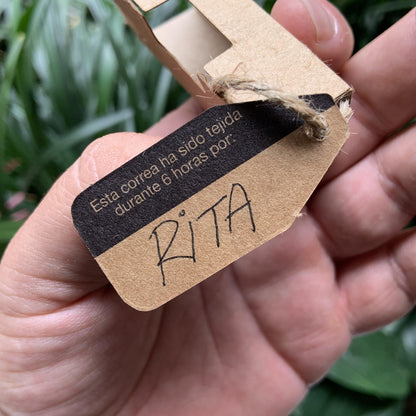 Esta correa ha sido tejida
durante 6 horas por:
RITA